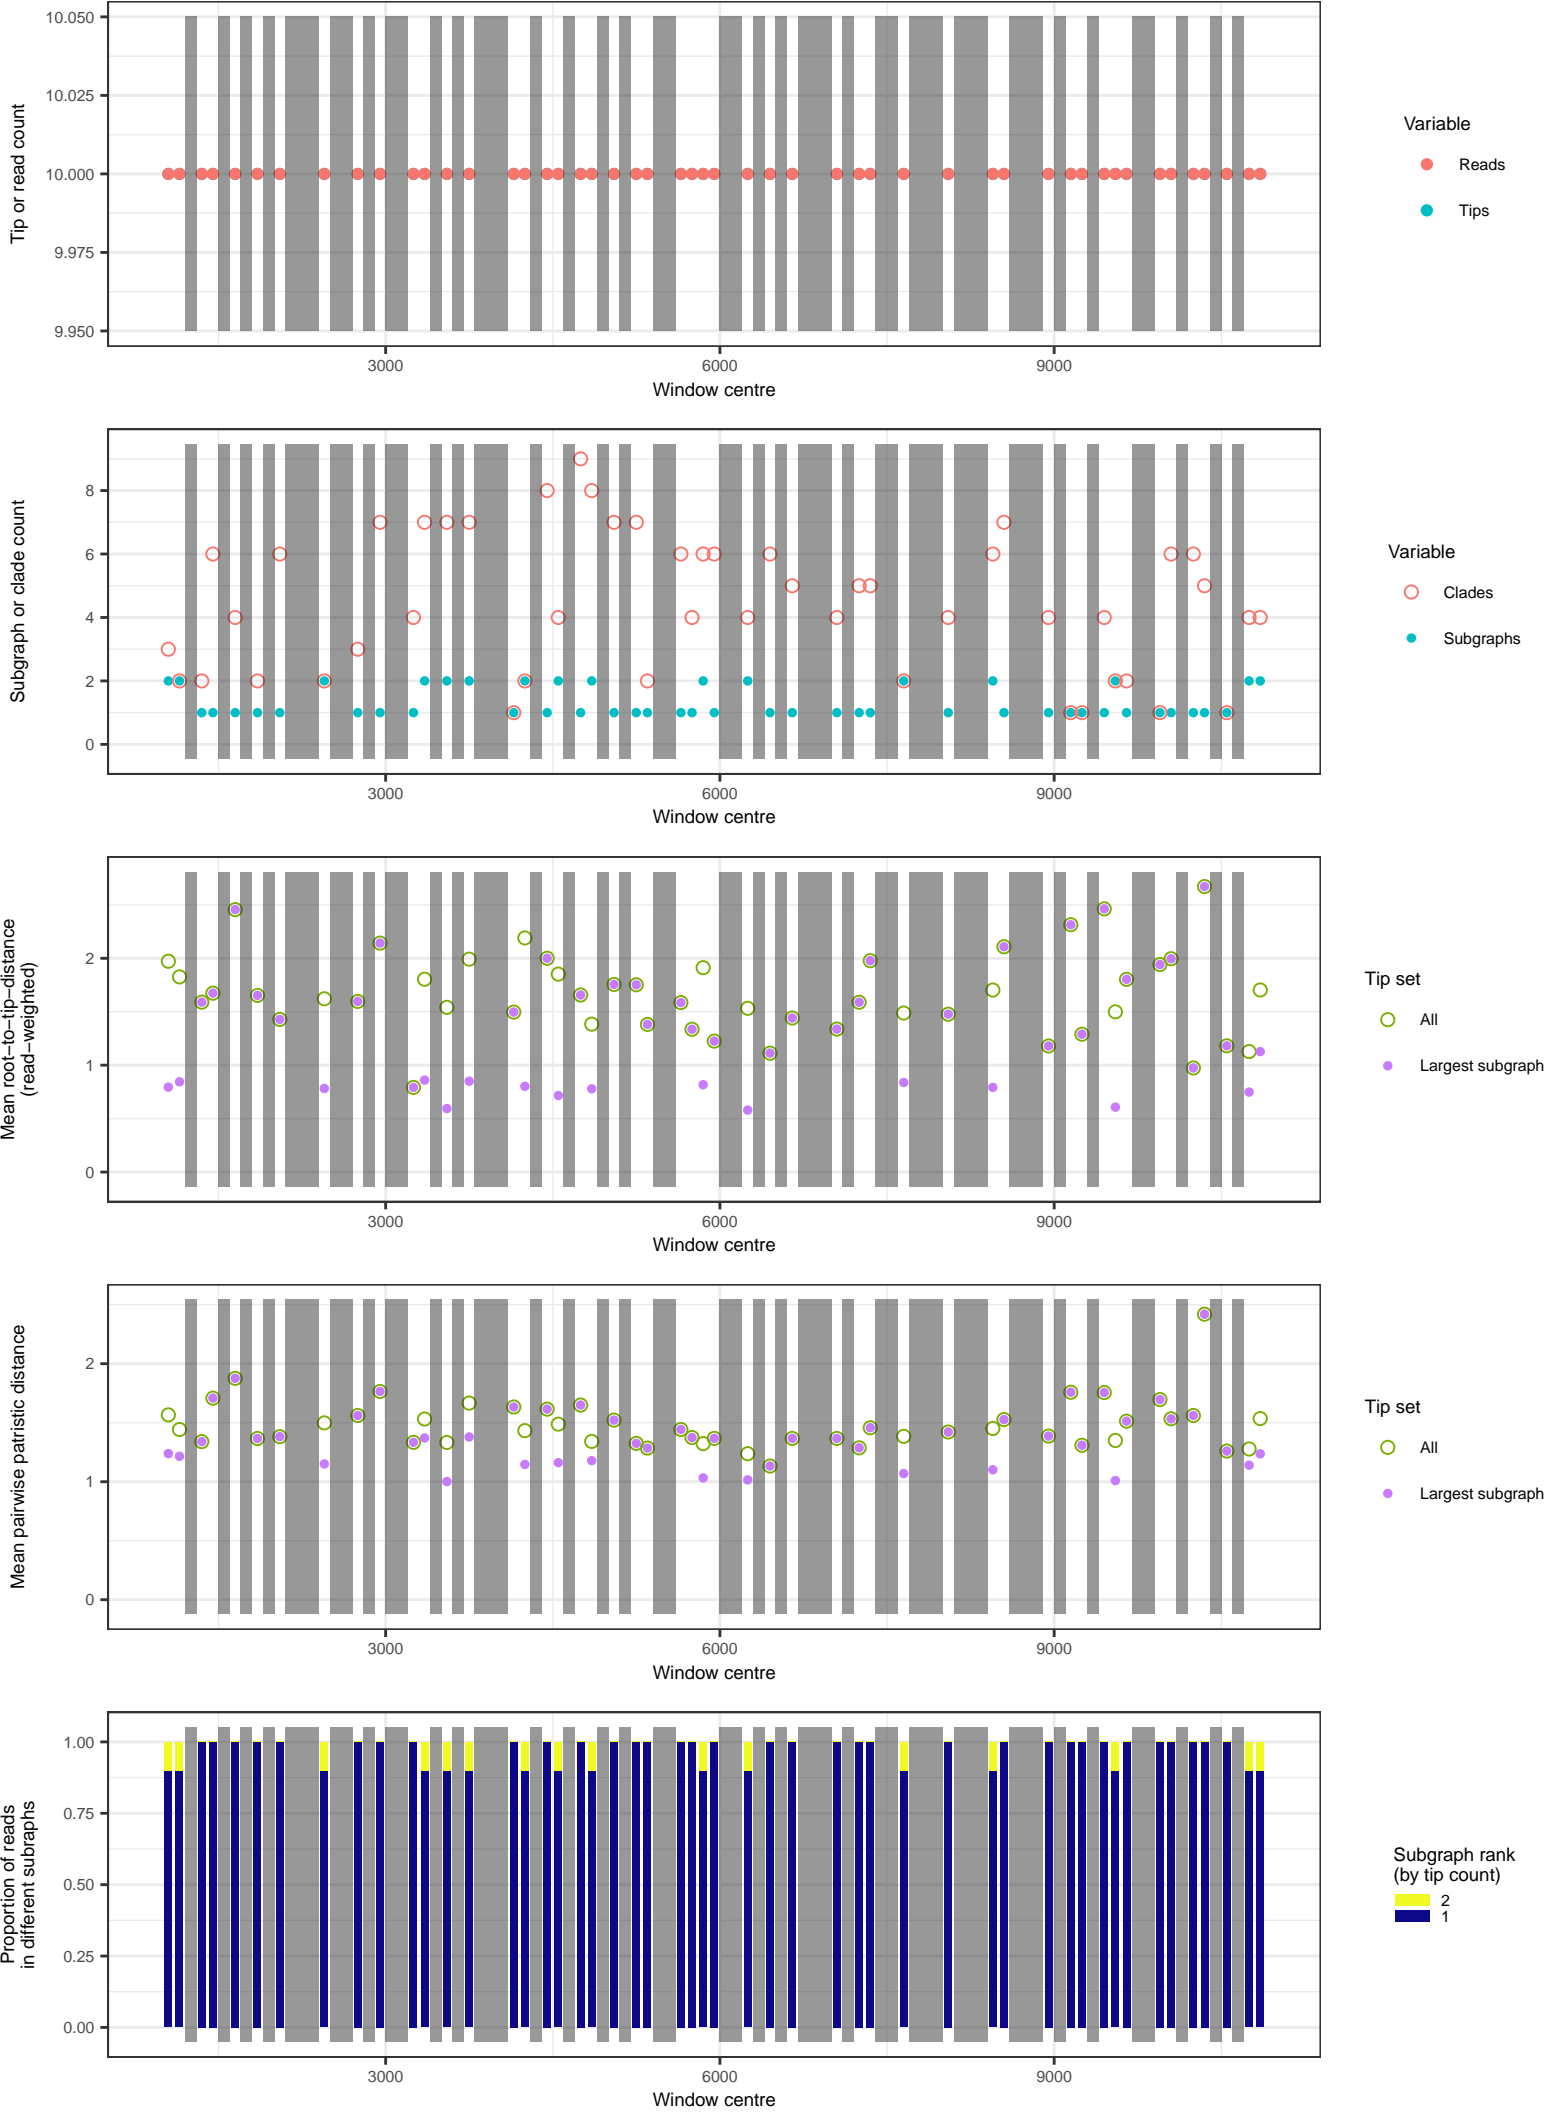 10.050
10.025
10.000
9.975
9.950
Tip or read count
3000
6000
9000
Window centre
Variable
Reads
Tips
8
6
4
2
0
Subgraph or clade count
3000
6000
9000
Window centre
Variable
Clades
Subgraphs
2
1
0
Mean root−to−tip−distance
(read−weighted)
3000
6000
9000
Window centre
Tip set
All
Largest subgraph
2
1
0
Mean pairwise patristic distance
3000
6000
9000
Window centre
Tip set
All
Largest subgraph
1.00
0.75
0.50
0.25
0.00
Proportion of reads
in different subraphs
3000
6000
9000
Window centre
Subgraph rank
(by tip count)
2
1